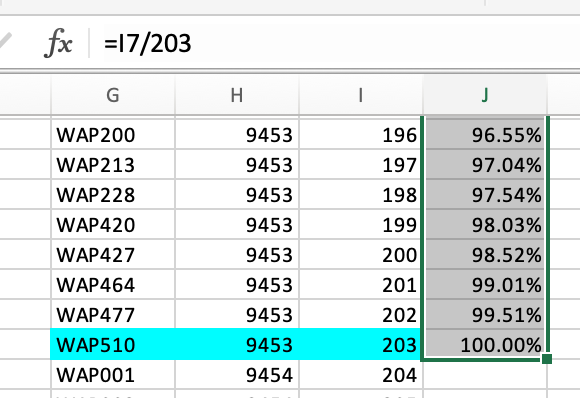 fx =I7/203
G H I J
WAP200 9453 196 96.55%
WAP213 9453 197 97.04%
WAP228 9453 198 97.54%
WAP420 9453 199 98.03%
WAP427 9453 200 98.52%
WAP464 9453 201 99.01%
WAP477 9453 202 99.51%
WAP510 9453 203 100.00%
WAP001 9454 204